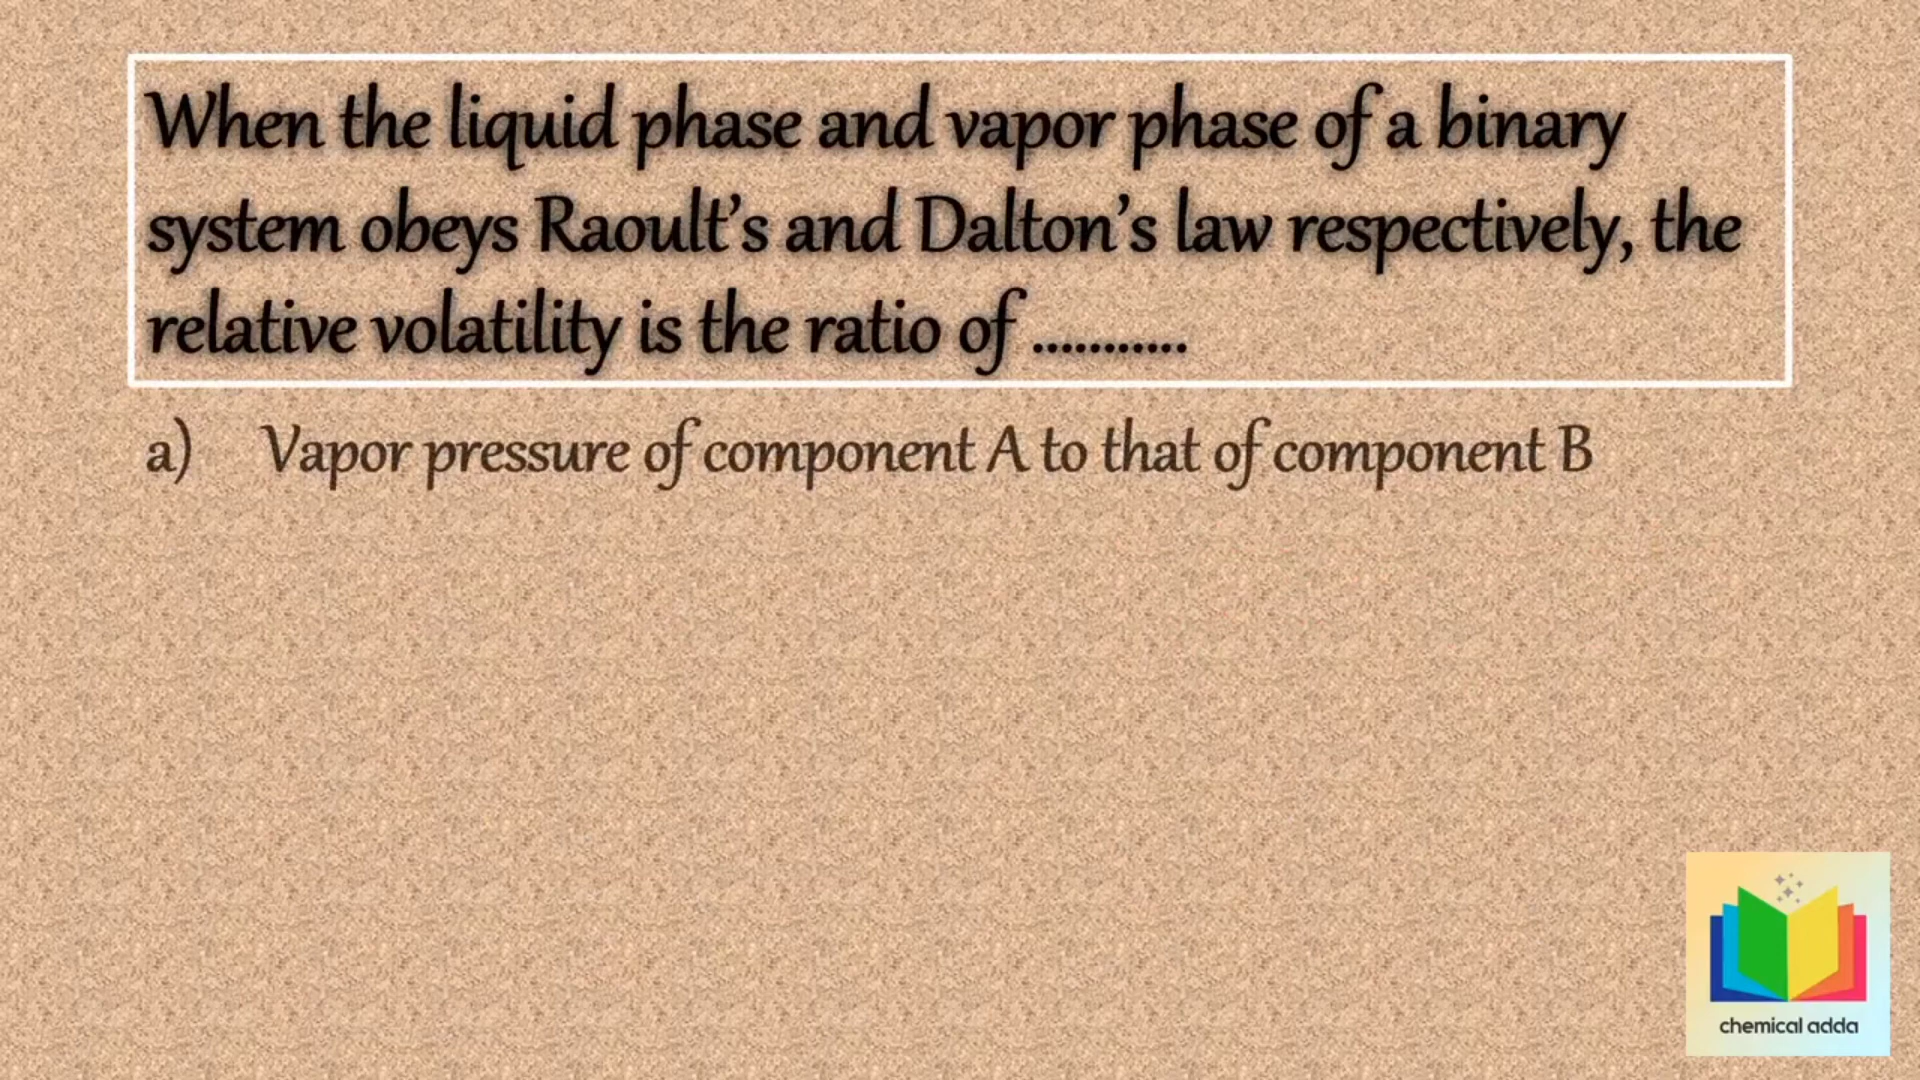 When the liquid phase and vapor phase of a binary
system obeys Raoult’s and Dalton’s law respectively, the
relative volatility is the ratio of ...........
a) Vapor pressure of component A to that of component B
chemical adda